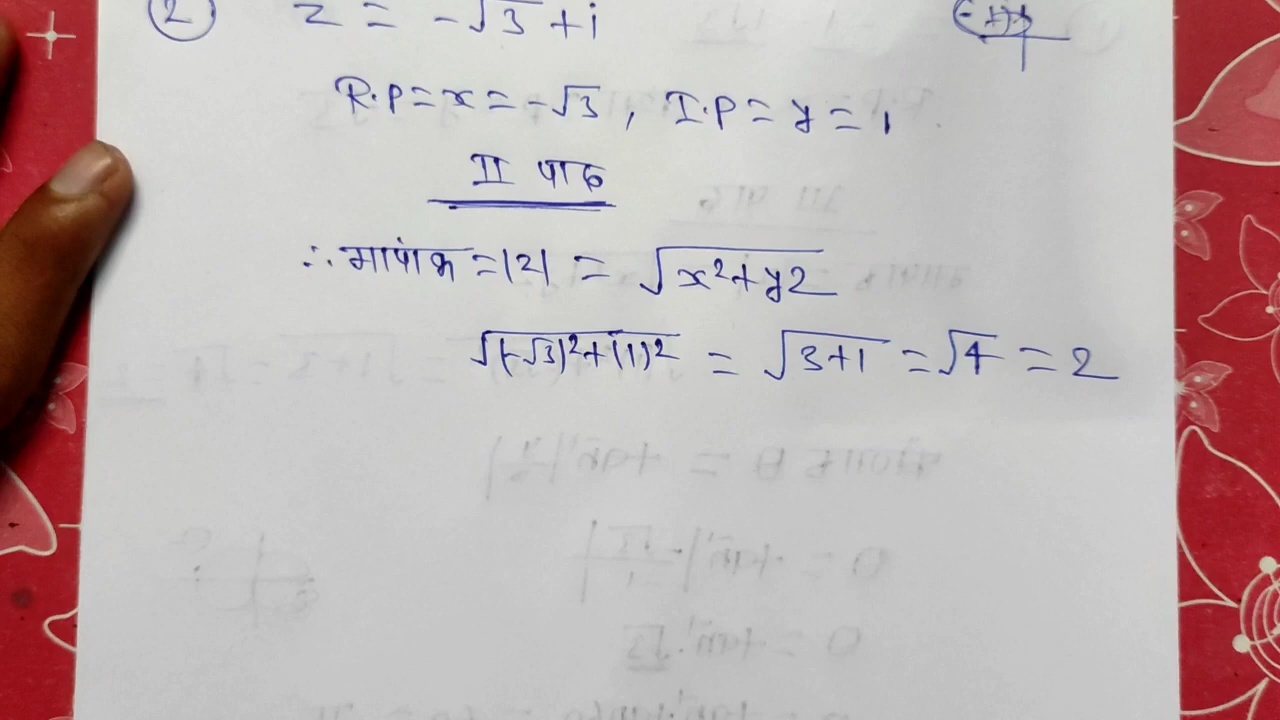 ② z = -√3 + i
R.P = x = -√3, I.P = y = 1
II पाद
∴ मापांक = |z| = √x²+y2
√(-√3)²+(1)² = √3+1 = √4 = 2